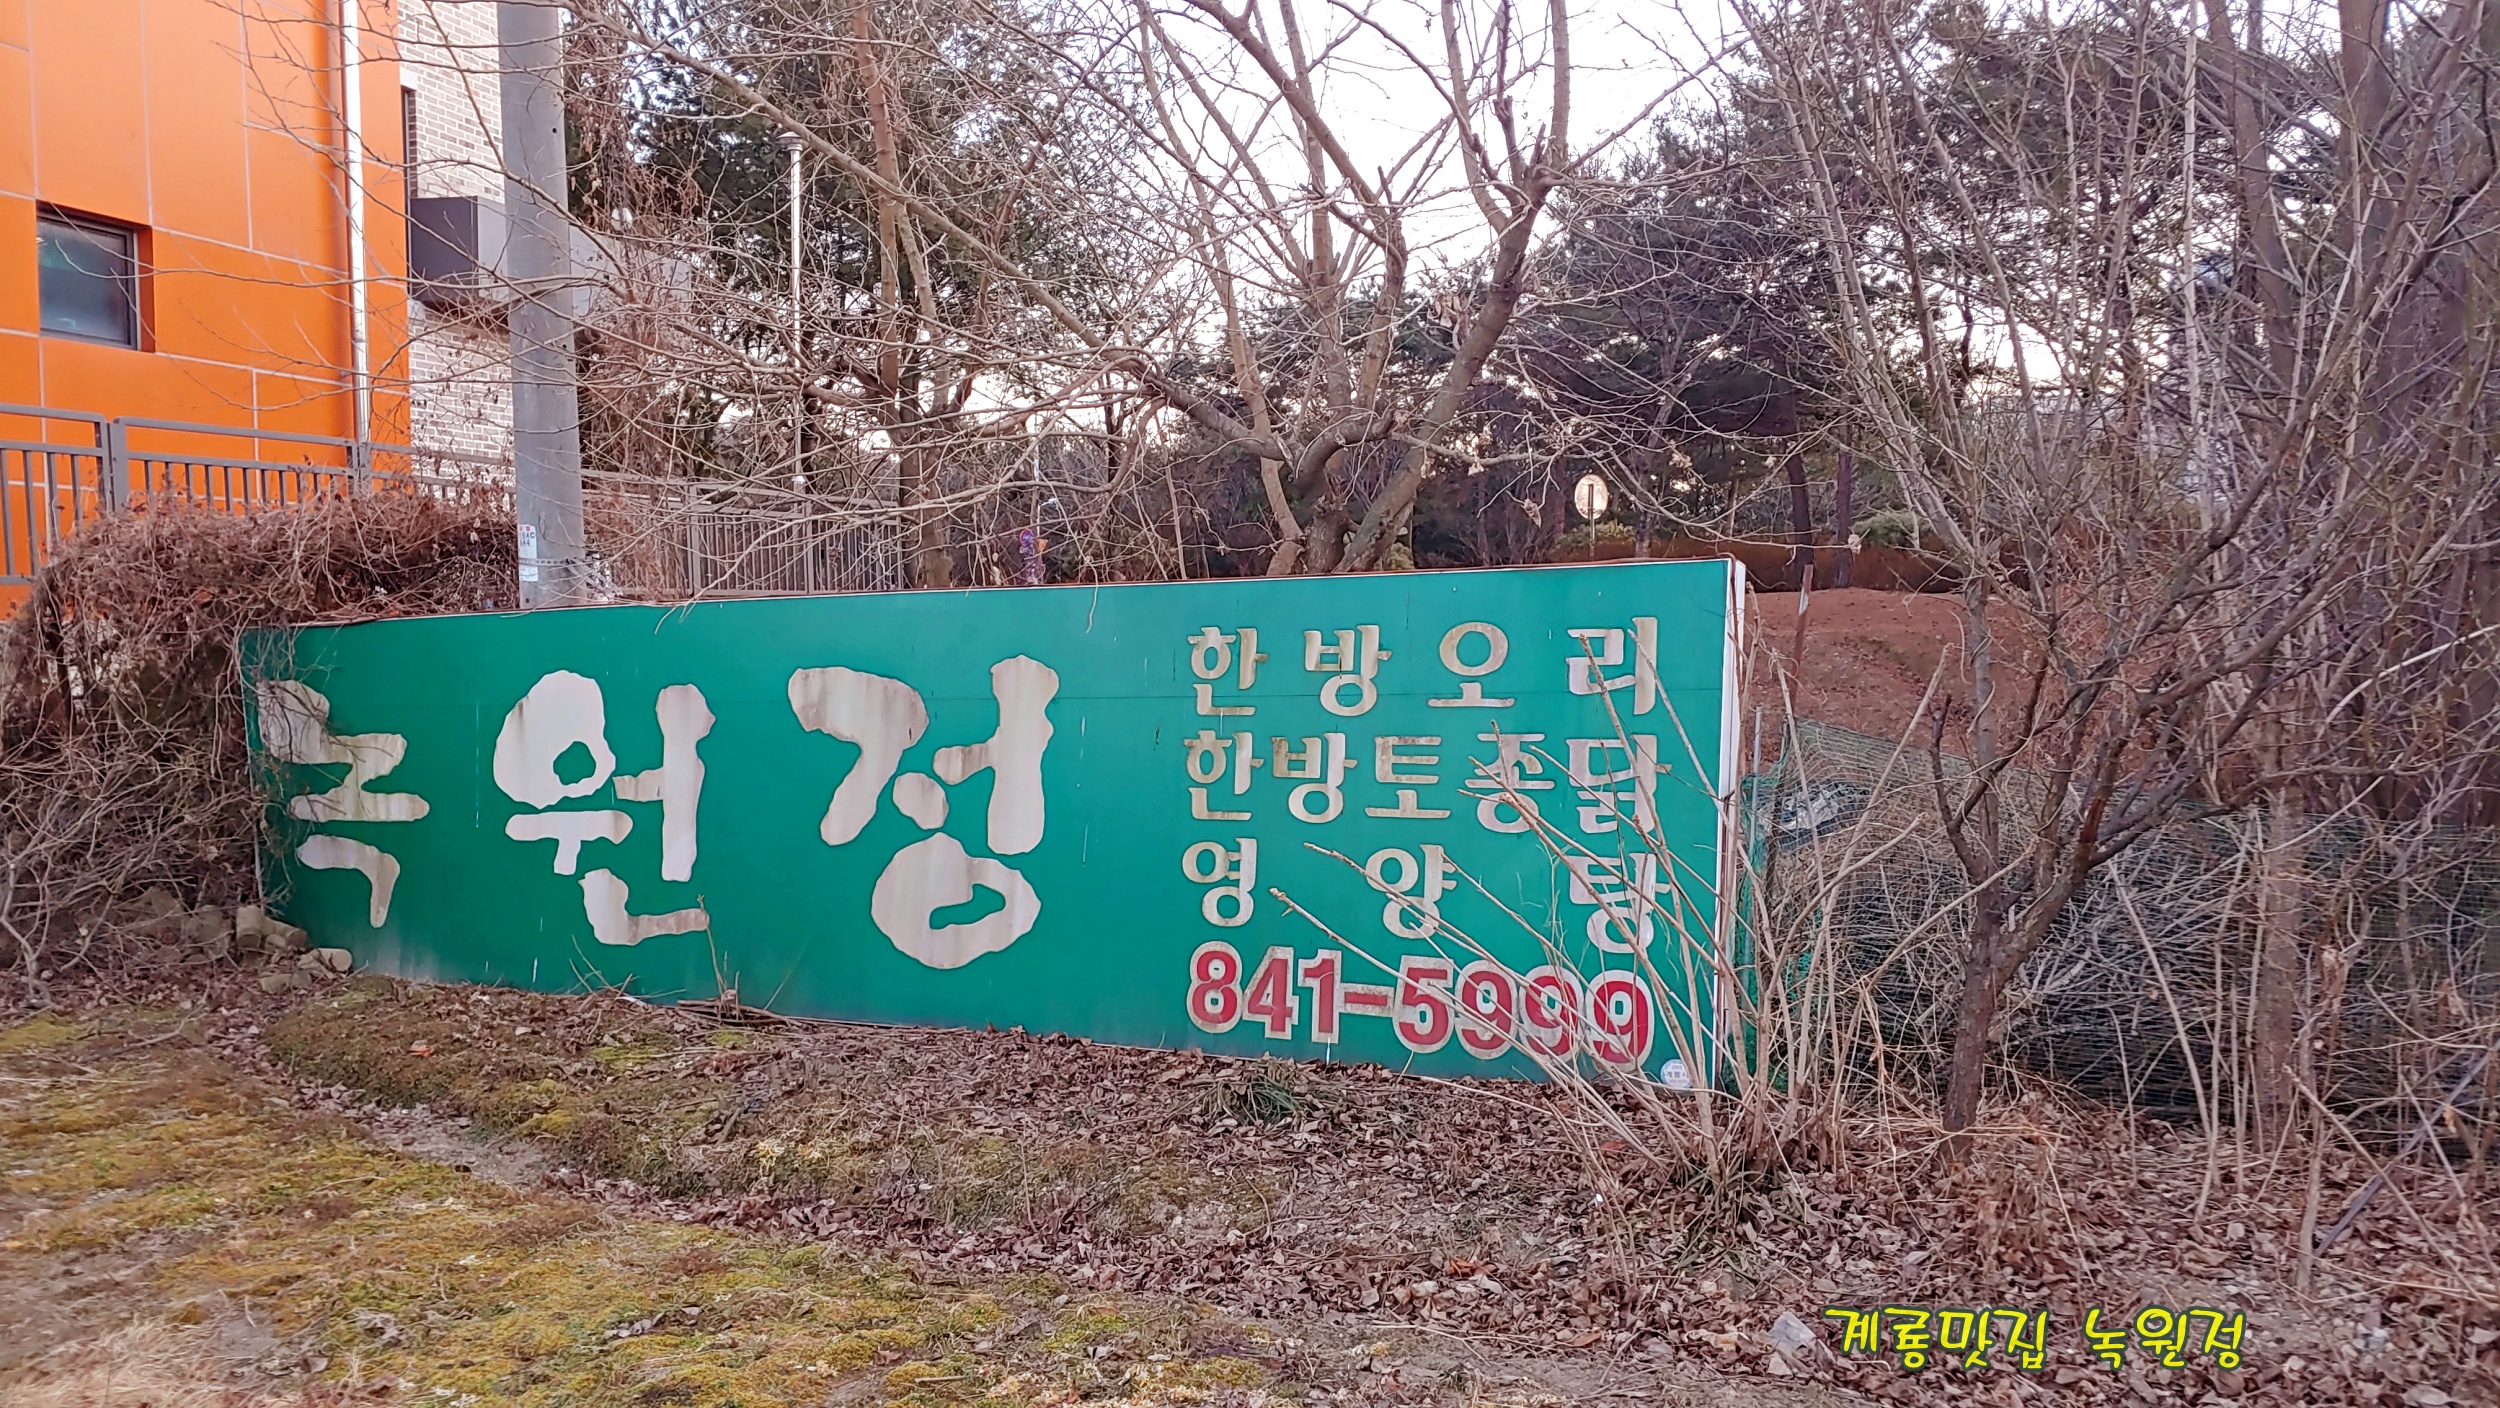 녹원정
한방오리
한방토종닭
영양탕
841-5999
계룡맛집 녹원정